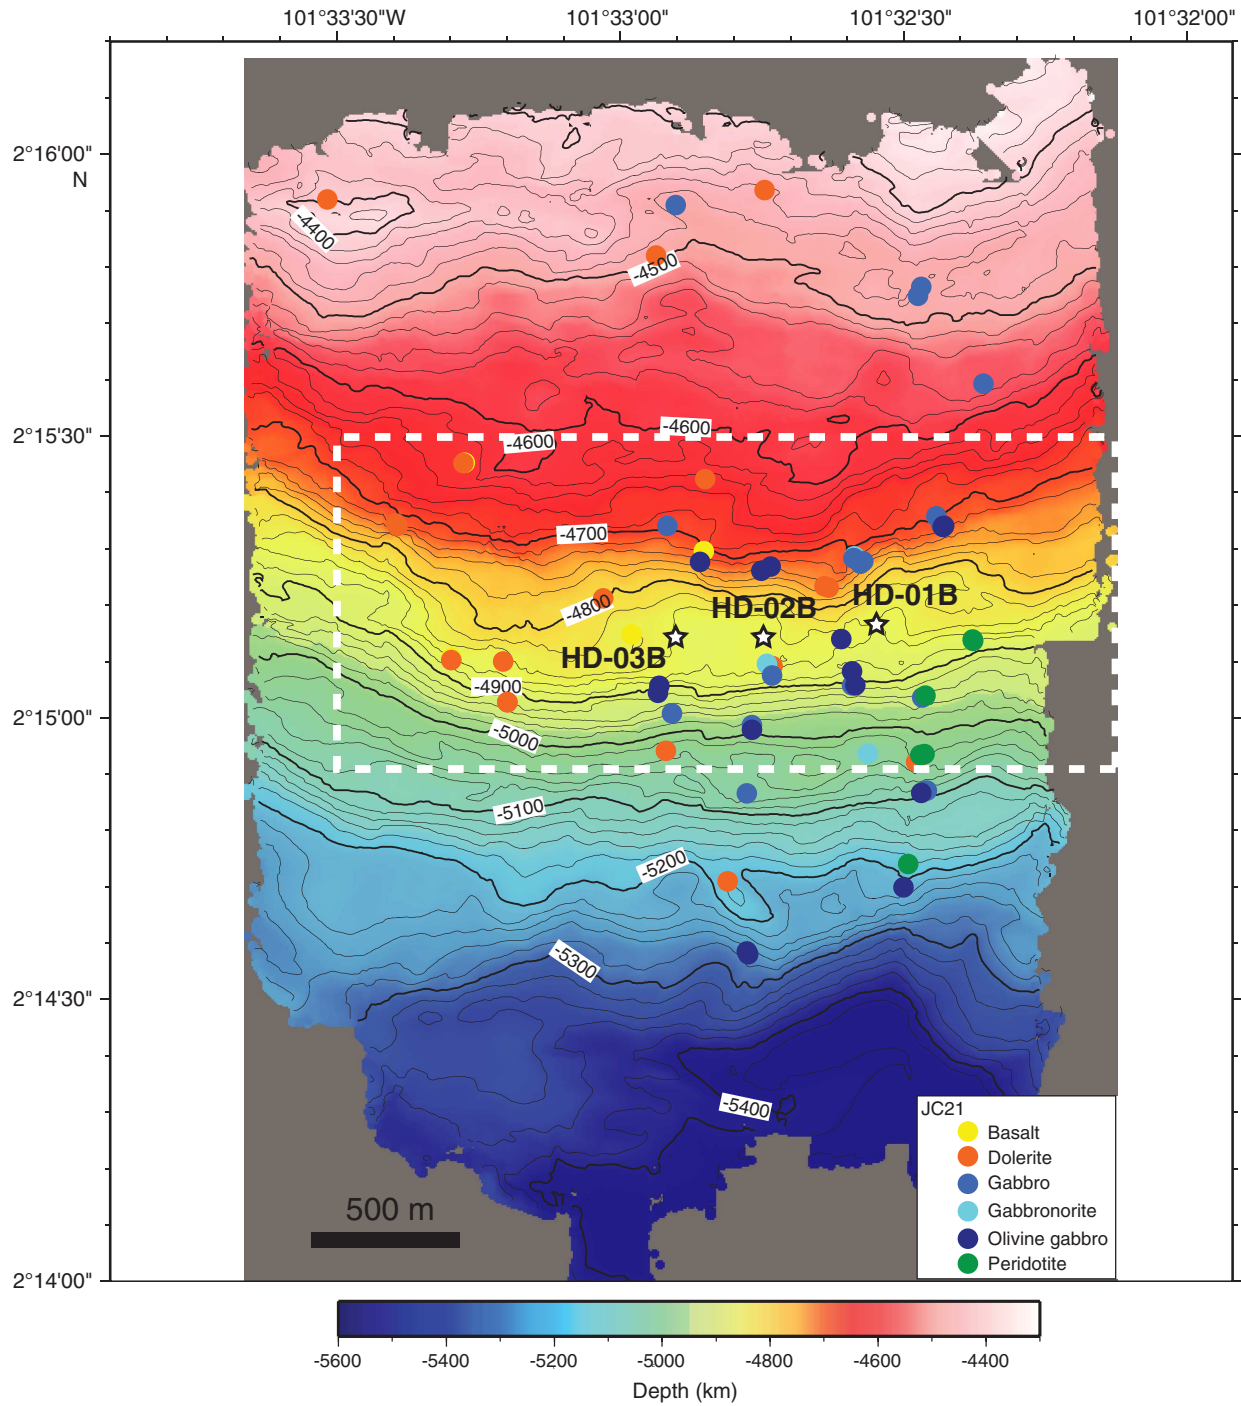 101°33'30"W
101°33'00"
101°32'30"
101°32'00"
2°16'00"
N
2°15'30"
2°15'00"
2°14'30"
2°14'00"
-4400
-4500
-4600
-4600
-4700
-4800
HD-02B
HD-01B
HD-03B
-4900
-5000
-5100
-5200
-5300
-5400
500 m
JC21
Basalt
Dolerite
Gabbro
Gabbronorite
Olivine gabbro
Peridotite
-5600
-5400
-5200
-5000
-4800
-4600
-4400
Depth (km)